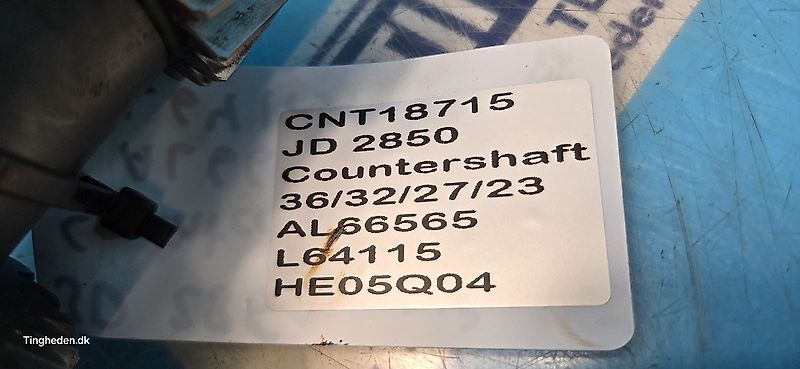 CNT18715
JD 2850
Countershaft
36/32/27/23
AL66565
L64115
HE05Q04
Tingheden.dk